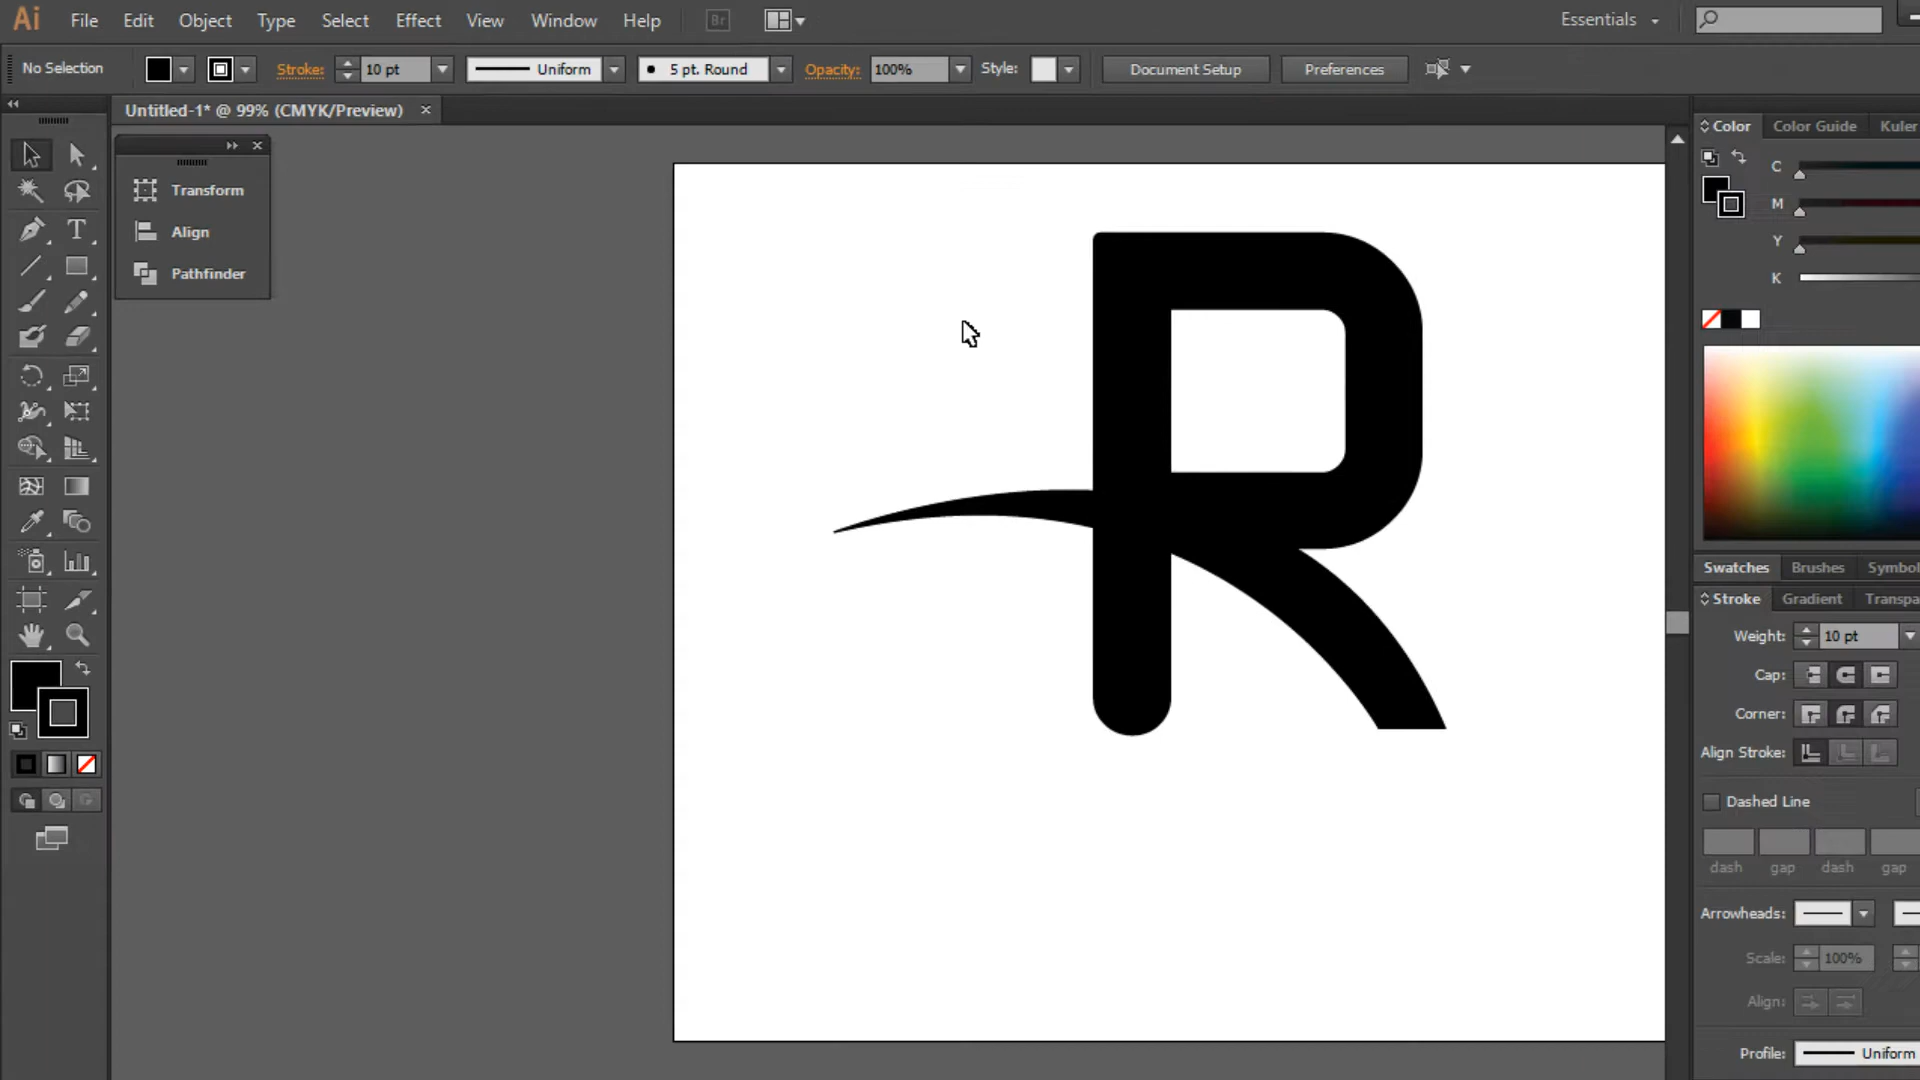 Ai File Edit Object Type Select Effect View Window Help Br Essentials
No Selection Stroke: 10 pt Uniform 5 pt. Round Opacity: 100% Style: Document Setup Preferences
Untitled-1* @ 99% (CMYK/Preview)
Transform
Align
Pathfinder
R
Color Color Guide Kuler
C
M
Y
K
Swatches Brushes Symbol
Stroke Gradient Transpa
Weight: 10 pt
Cap:
Corner:
Align Stroke:
Dashed Line
dash gap dash gap
Arrowheads:
Scale: 100%
Align:
Profile: Uniform